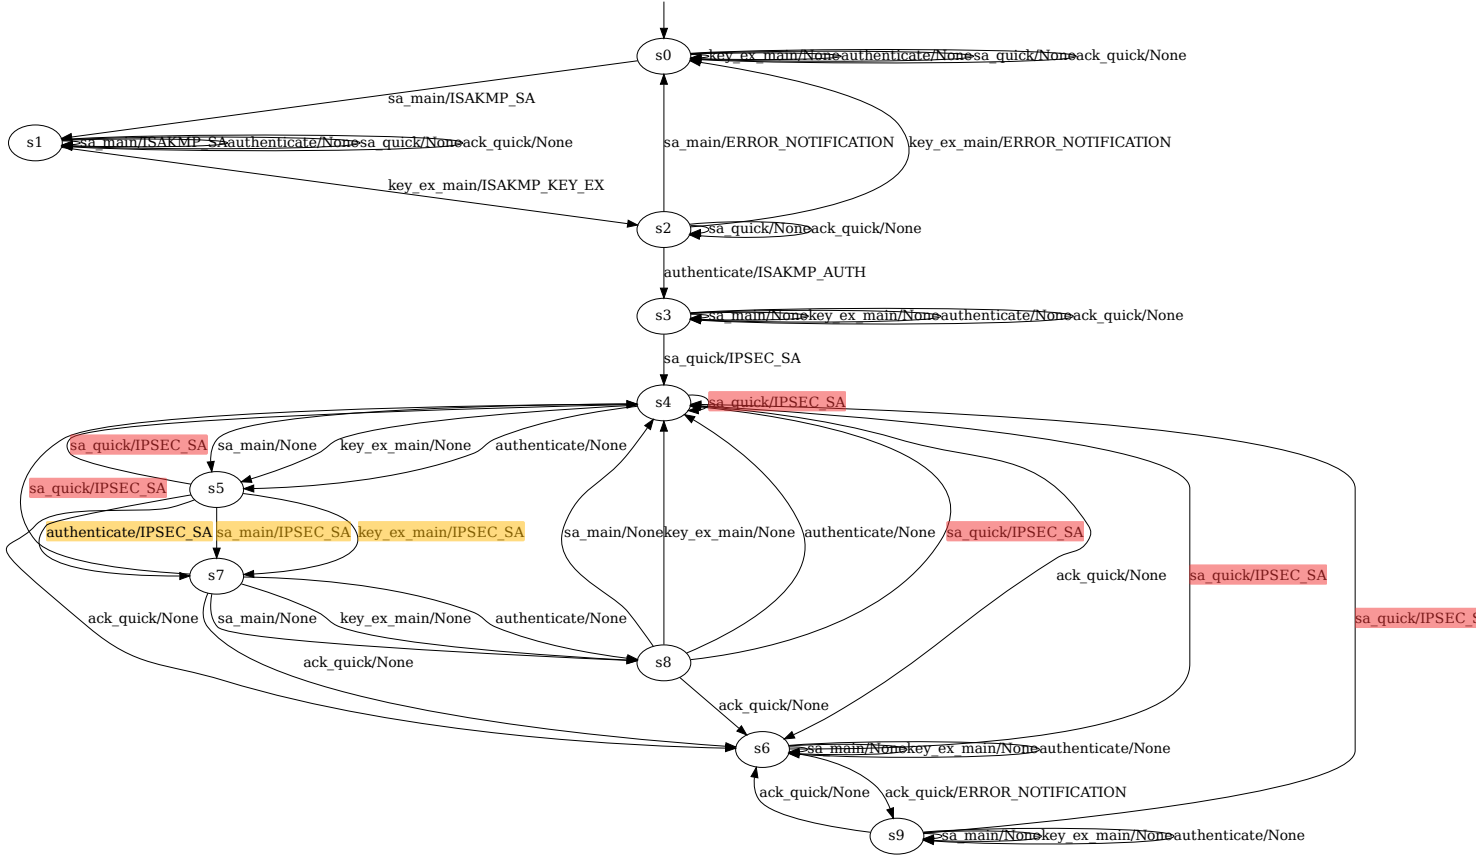 s0
key_ex_main/None
authenticate/None
sa_quick/None
ack_quick/None
sa_main/ISAKMP_SA
s1
sa_main/ISAKMP_SA
authenticate/None
sa_quick/None
ack_quick/None
sa_main/ERROR_NOTIFICATION
key_ex_main/ERROR_NOTIFICATION
key_ex_main/ISAKMP_KEY_EX
s2
sa_quick/None
ack_quick/None
authenticate/ISAKMP_AUTH
s3
sa_main/None
key_ex_main/None
authenticate/None
ack_quick/None
sa_quick/IPSEC_SA
s4
sa_quick/IPSEC_SA
sa_quick/IPSEC_SA
sa_main/None
key_ex_main/None
authenticate/None
sa_quick/IPSEC_SA
s5
authenticate/IPSEC_SA
sa_main/IPSEC_SA
key_ex_main/IPSEC_SA
sa_main/None
key_ex_main/None
authenticate/None
sa_quick/IPSEC_SA
s7
ack_quick/None
sa_quick/IPSEC_SA
ack_quick/None
sa_main/None
key_ex_main/None
authenticate/None
sa_quick/IPSEC_S
ack_quick/None
s8
ack_quick/None
s6
sa_main/None
key_ex_main/None
authenticate/None
ack_quick/None
ack_quick/ERROR_NOTIFICATION
s9
sa_main/None
key_ex_main/None
authenticate/None